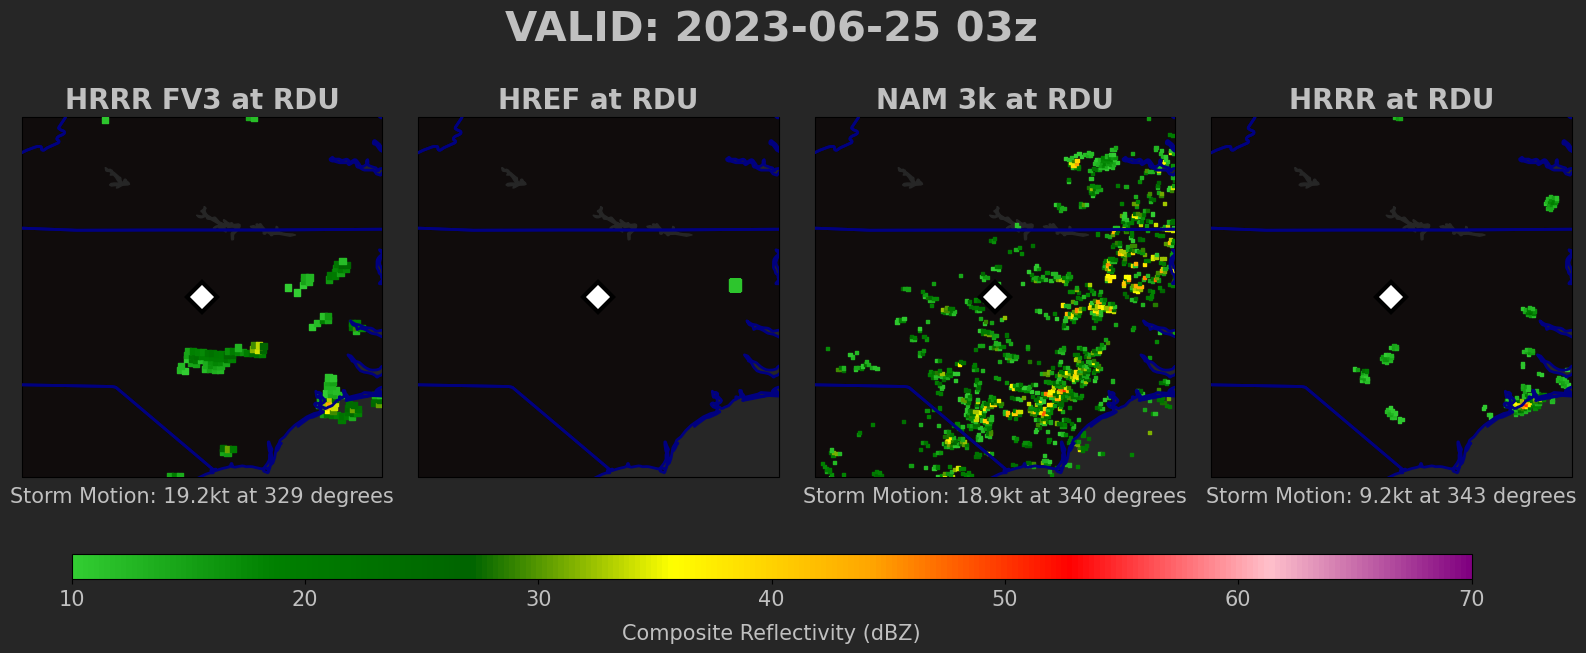 VALID: 2023-06-25 03z
HRRR FV3 at RDU
HREF at RDU
NAM 3k at RDU
HRRR at RDU
Storm Motion: 19.2kt at 329 degrees
Storm Motion: 18.9kt at 340 degrees
Storm Motion: 9.2kt at 343 degrees
10 20 30 40 50 60 70
Composite Reflectivity (dBZ)